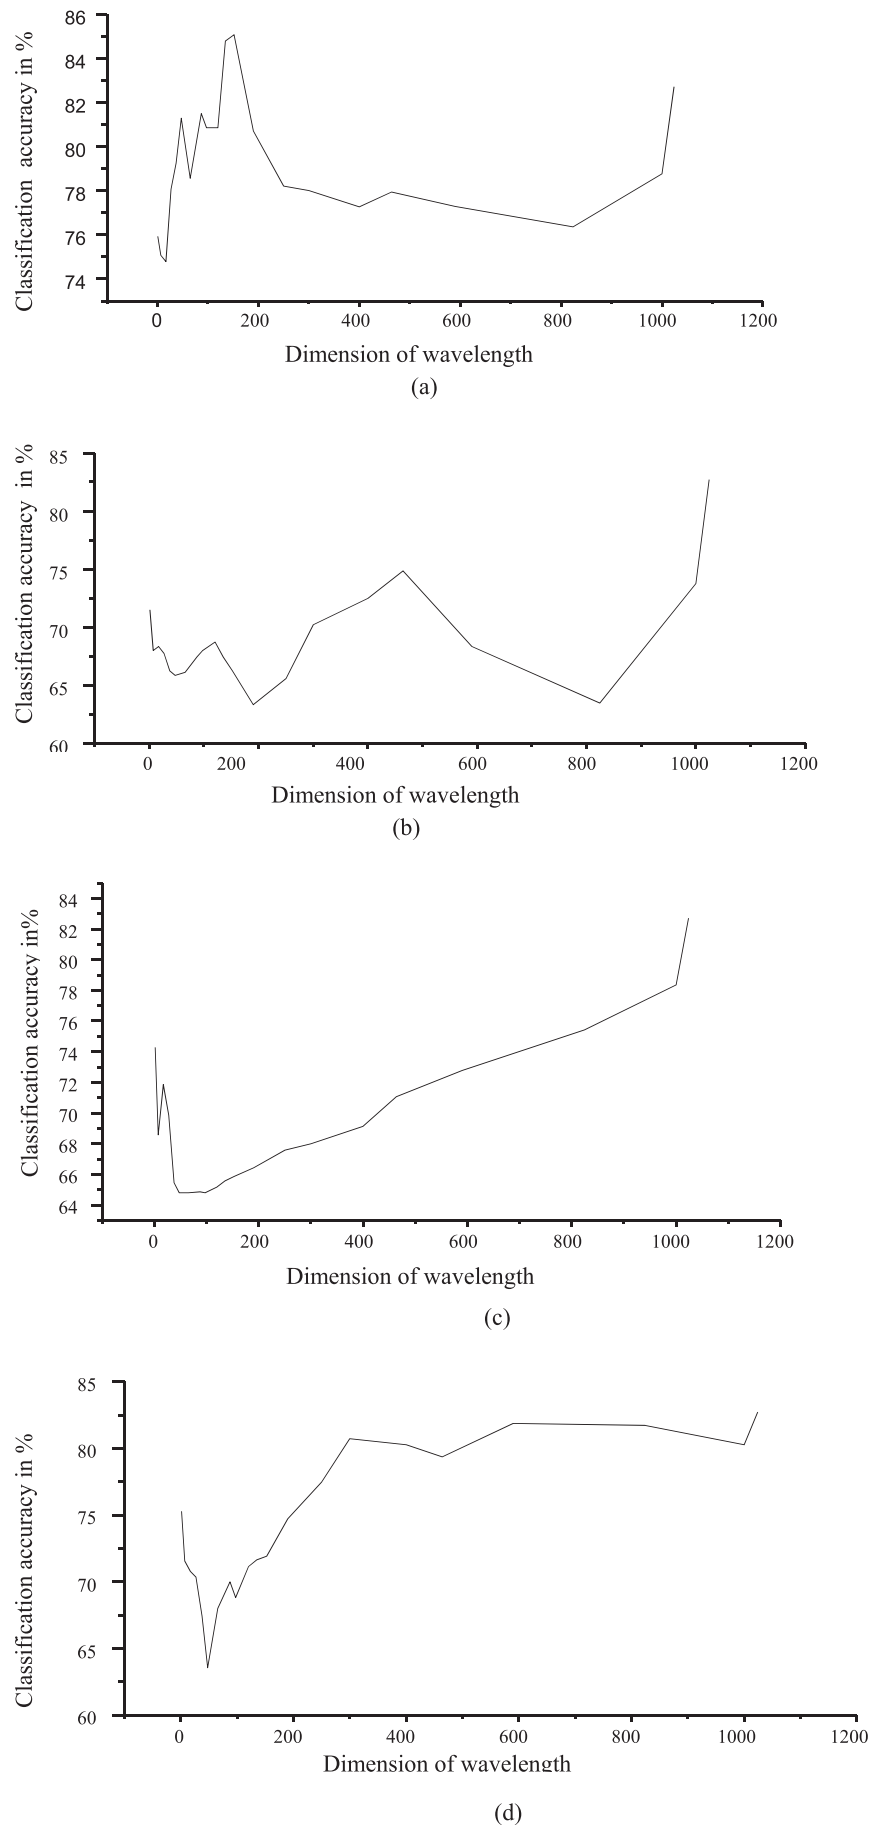 Classification accuracy in %
86
84
82
80
78
76
74
0 200 400 600 800 1000 1200
Dimension of wavelength
(a)
Classification accuracy in %
85
80
75
70
65
60
0 200 400 600 800 1000 1200
Dimension of wavelength
(b)
Classification accuracy in%
84
82
80
78
76
74
72
70
68
66
64
0 200 400 600 800 1000 1200
Dimension of wavelength
(c)
Classification accuracy in %
85
80
75
70
65
60
0 200 400 600 800 1000 1200
Dimension of wavelength
(d)